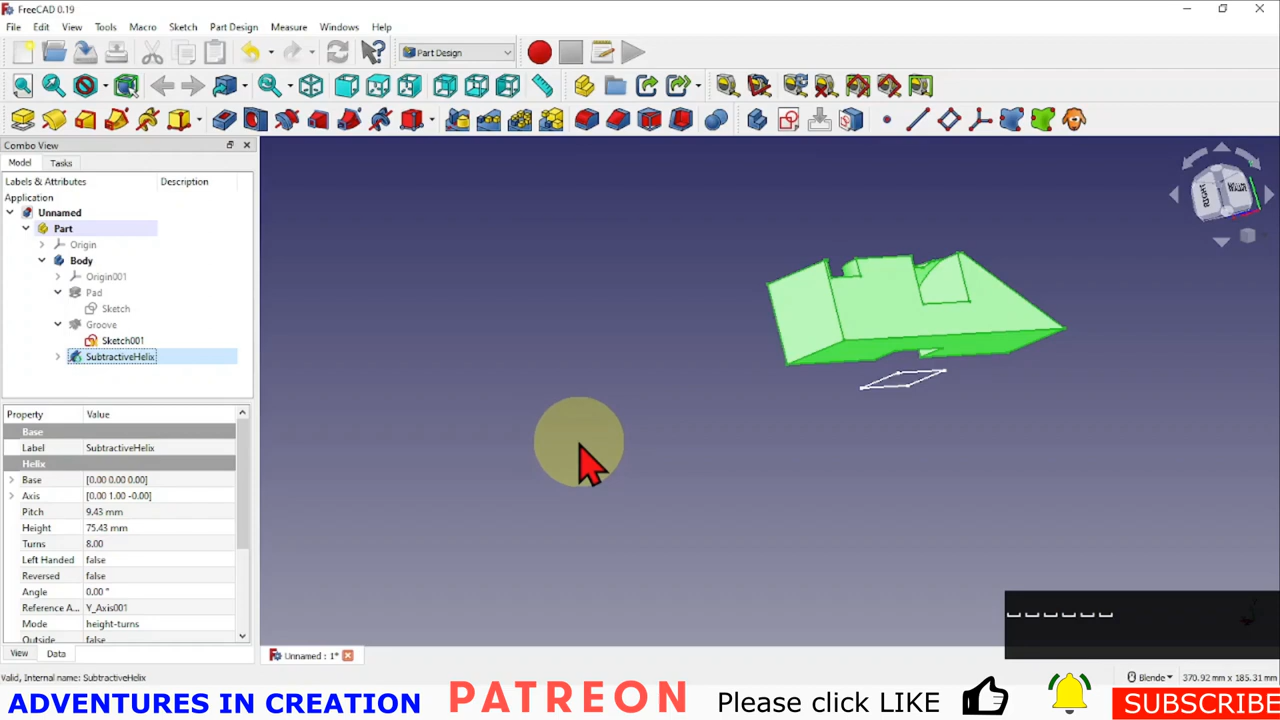 FreeCAD 0.19
File Edit View Tools Macro Sketch Part Design Measure Windows Help
Part Design
Combo View
Model Tasks
Labels & Attributes Description
Application
Unnamed
Part
Origin
Body
Origin001
Pad
Sketch
Groove
Sketch001
SubtractiveHelix
Property Value
Base
Label SubtractiveHelix
Helix
Base [0.00 0.00 0.00]
Axis [0.00 1.00 -0.00]
Pitch 9.43 mm
Height 75.43 mm
Turns 8.00
Left Handed false
Reversed false
Angle 0.00 °
Reference A... Y_Axis001
Mode height-turns
Outside false
View Data
Unnamed : 1*
RIGHT
Valid, Internal name: SubtractiveHelix
Blende 370.92 mm x 185.31 mm
ADVENTURES IN CREATION PATREON Please click LIKE SUBSCRIBE